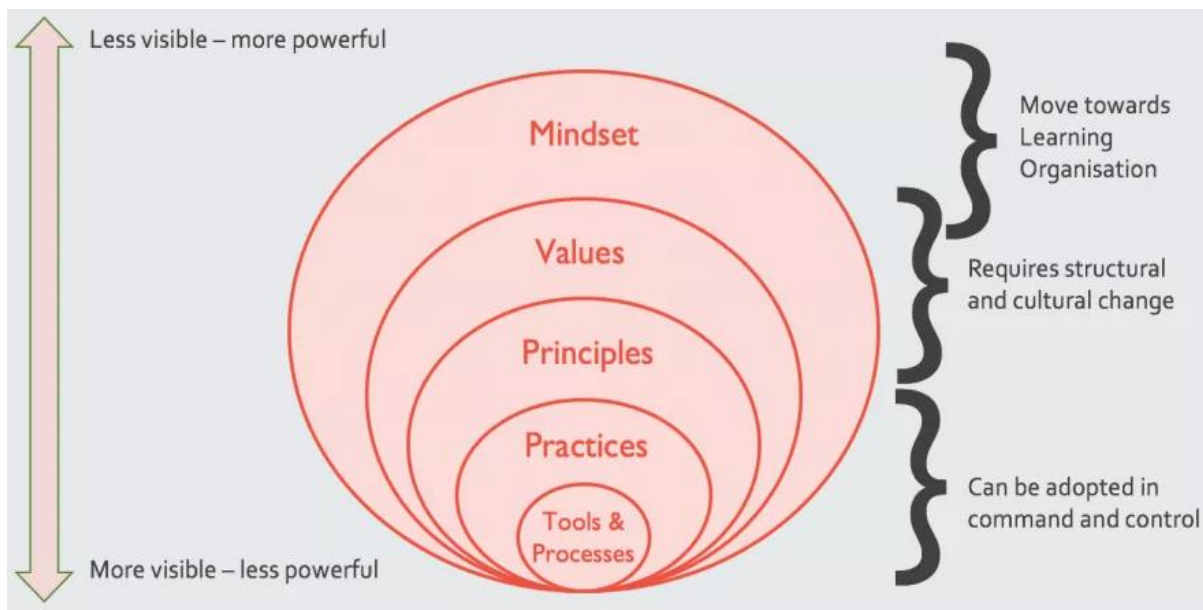 Less visible – more powerful
Mindset
Move towards
Learning
Organisation
Values
Requires structural
and cultural change
Principles
Practices
Can be adopted in
command and control
Tools &
Processes
More visible – less powerful